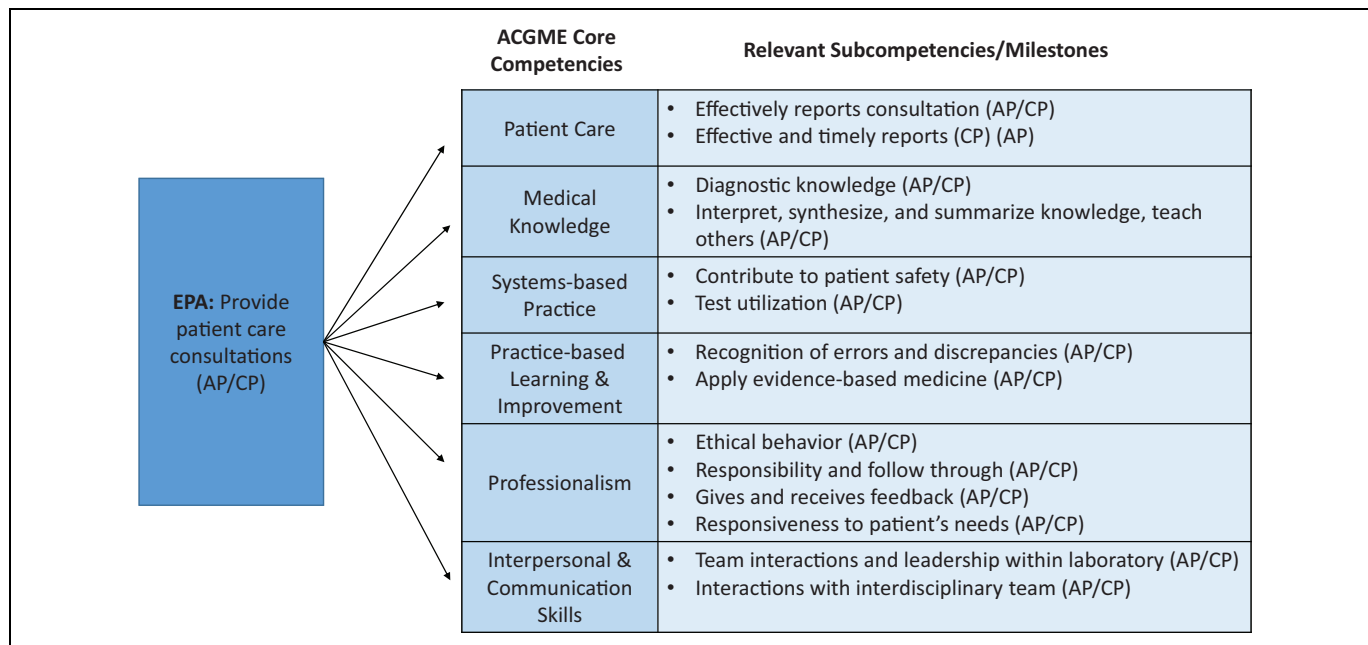 ACGME Core
Competencies
Relevant Subcompetencies/Milestones
EPA: Provide
patient care
consultations
(AP/CP)
Patient Care
• Effectively reports consultation (AP/CP)
• Effective and timely reports (CP) (AP)
Medical
Knowledge
• Diagnostic knowledge (AP/CP)
• Interpret, synthesize, and summarize knowledge, teach
others (AP/CP)
Systems-based
Practice
• Contribute to patient safety (AP/CP)
• Test utilization (AP/CP)
Practice-based
Learning &
Improvement
• Recognition of errors and discrepancies (AP/CP)
• Apply evidence-based medicine (AP/CP)
Professionalism
• Ethical behavior (AP/CP)
• Responsibility and follow through (AP/CP)
• Gives and receives feedback (AP/CP)
• Responsiveness to patient’s needs (AP/CP)
Interpersonal &
Communication
Skills
• Team interactions and leadership within laboratory (AP/CP)
• Interactions with interdisciplinary team (AP/CP)